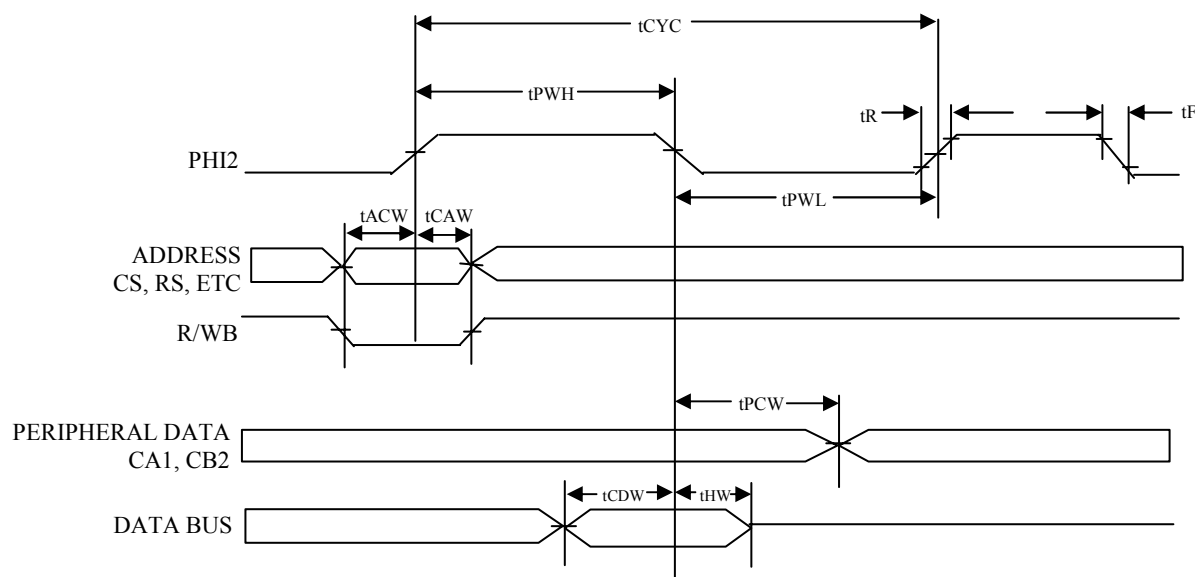 tCYC
tPWH
tR
tF
PHI2
tPWL
tACW
tCAW
ADDRESS
CS, RS, ETC
R/WB
tPCW
PERIPHERAL DATA
CA1, CB2
tCDW
tHW
DATA BUS